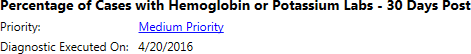 Percentage of Cases with Hemoglobin or Potassium Labs - 30 Days Post
Priority: Medium Priority
Diagnostic Executed On: 4/20/2016